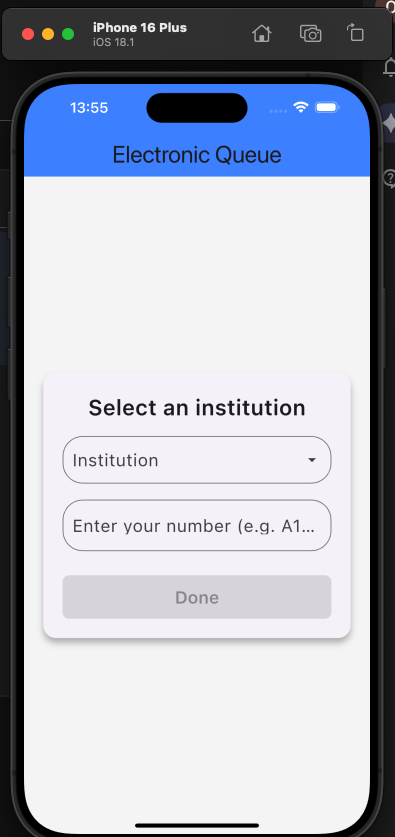 iPhone 16 Plus
iOS 18.1
13:55
Electronic Queue
Select an institution
Institution
Enter your number (e.g. A1...
Done